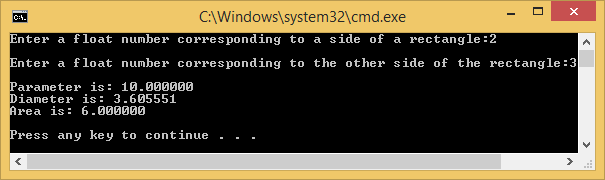 C:\Windows\system32\cmd.exe
Enter a float number corresponding to a side of a rectangle:2
Enter a float number corresponding to the other side of the rectangle:3
Parameter is: 10.000000
Diameter is: 3.605551
Area is: 6.000000
Press any key to continue . . .